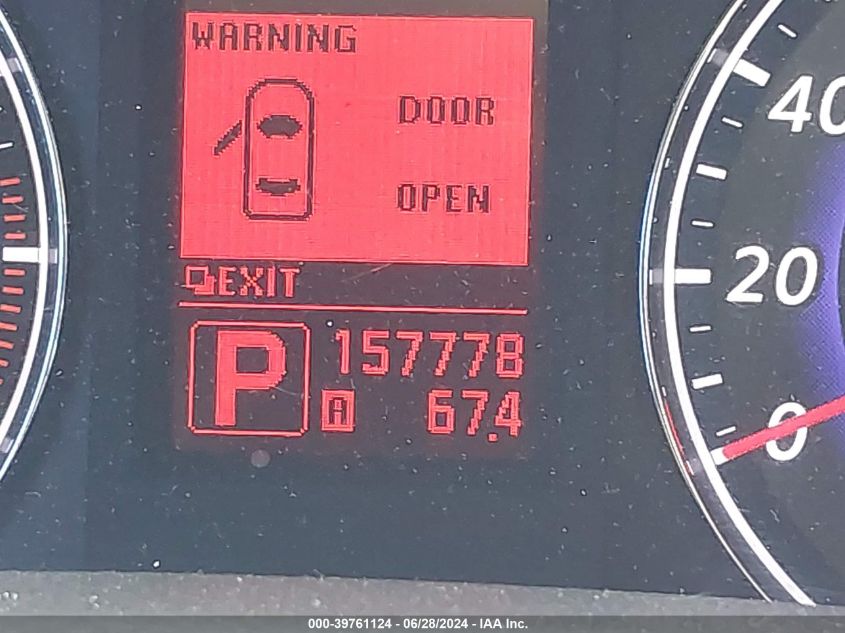 WARNING
DOOR
OPEN
EXIT
P
157778
A 67.4
40
20
0
000-39761124 / 06/28/2024 - IAA Inc.